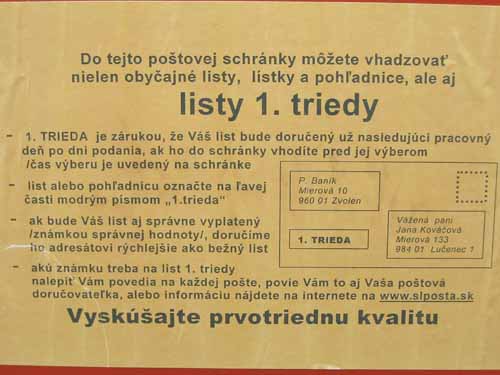 Do tejto poštovej schránky môžete vhadzovať
nielen obyčajné listy, lístky a pohľadnice, ale aj
listy 1. triedy
- 1. TRIEDA je zárukou, že Váš list bude doručený už nasledujúci pracovný
deň po dni podania, ak ho do schránky vhodíte pred jej výberom
/čas výberu je uvedený na schránke
- list alebo pohľadnicu označte na ľavej
časti modrým písmom „1.trieda“
- ak bude Váš list aj správne vyplatený
/známkou správnej hodnoty/, doručíme
ho adresátovi rýchlejšie ako bežný list
P. Baník
Mierová 10
960 01 Zvolen
1. TRIEDA
Vážená pani
Jana Kováčová
Mierová 133
984 01 Lučenec 1
- akú známku treba na list 1. triedy
nalepiť Vám povedia na každej pošte, povie Vám to aj Vaša poštová
doručovateľka, alebo informáciu nájdete na internete na www.slposta.sk
Vyskúšajte prvotriednu kvalitu